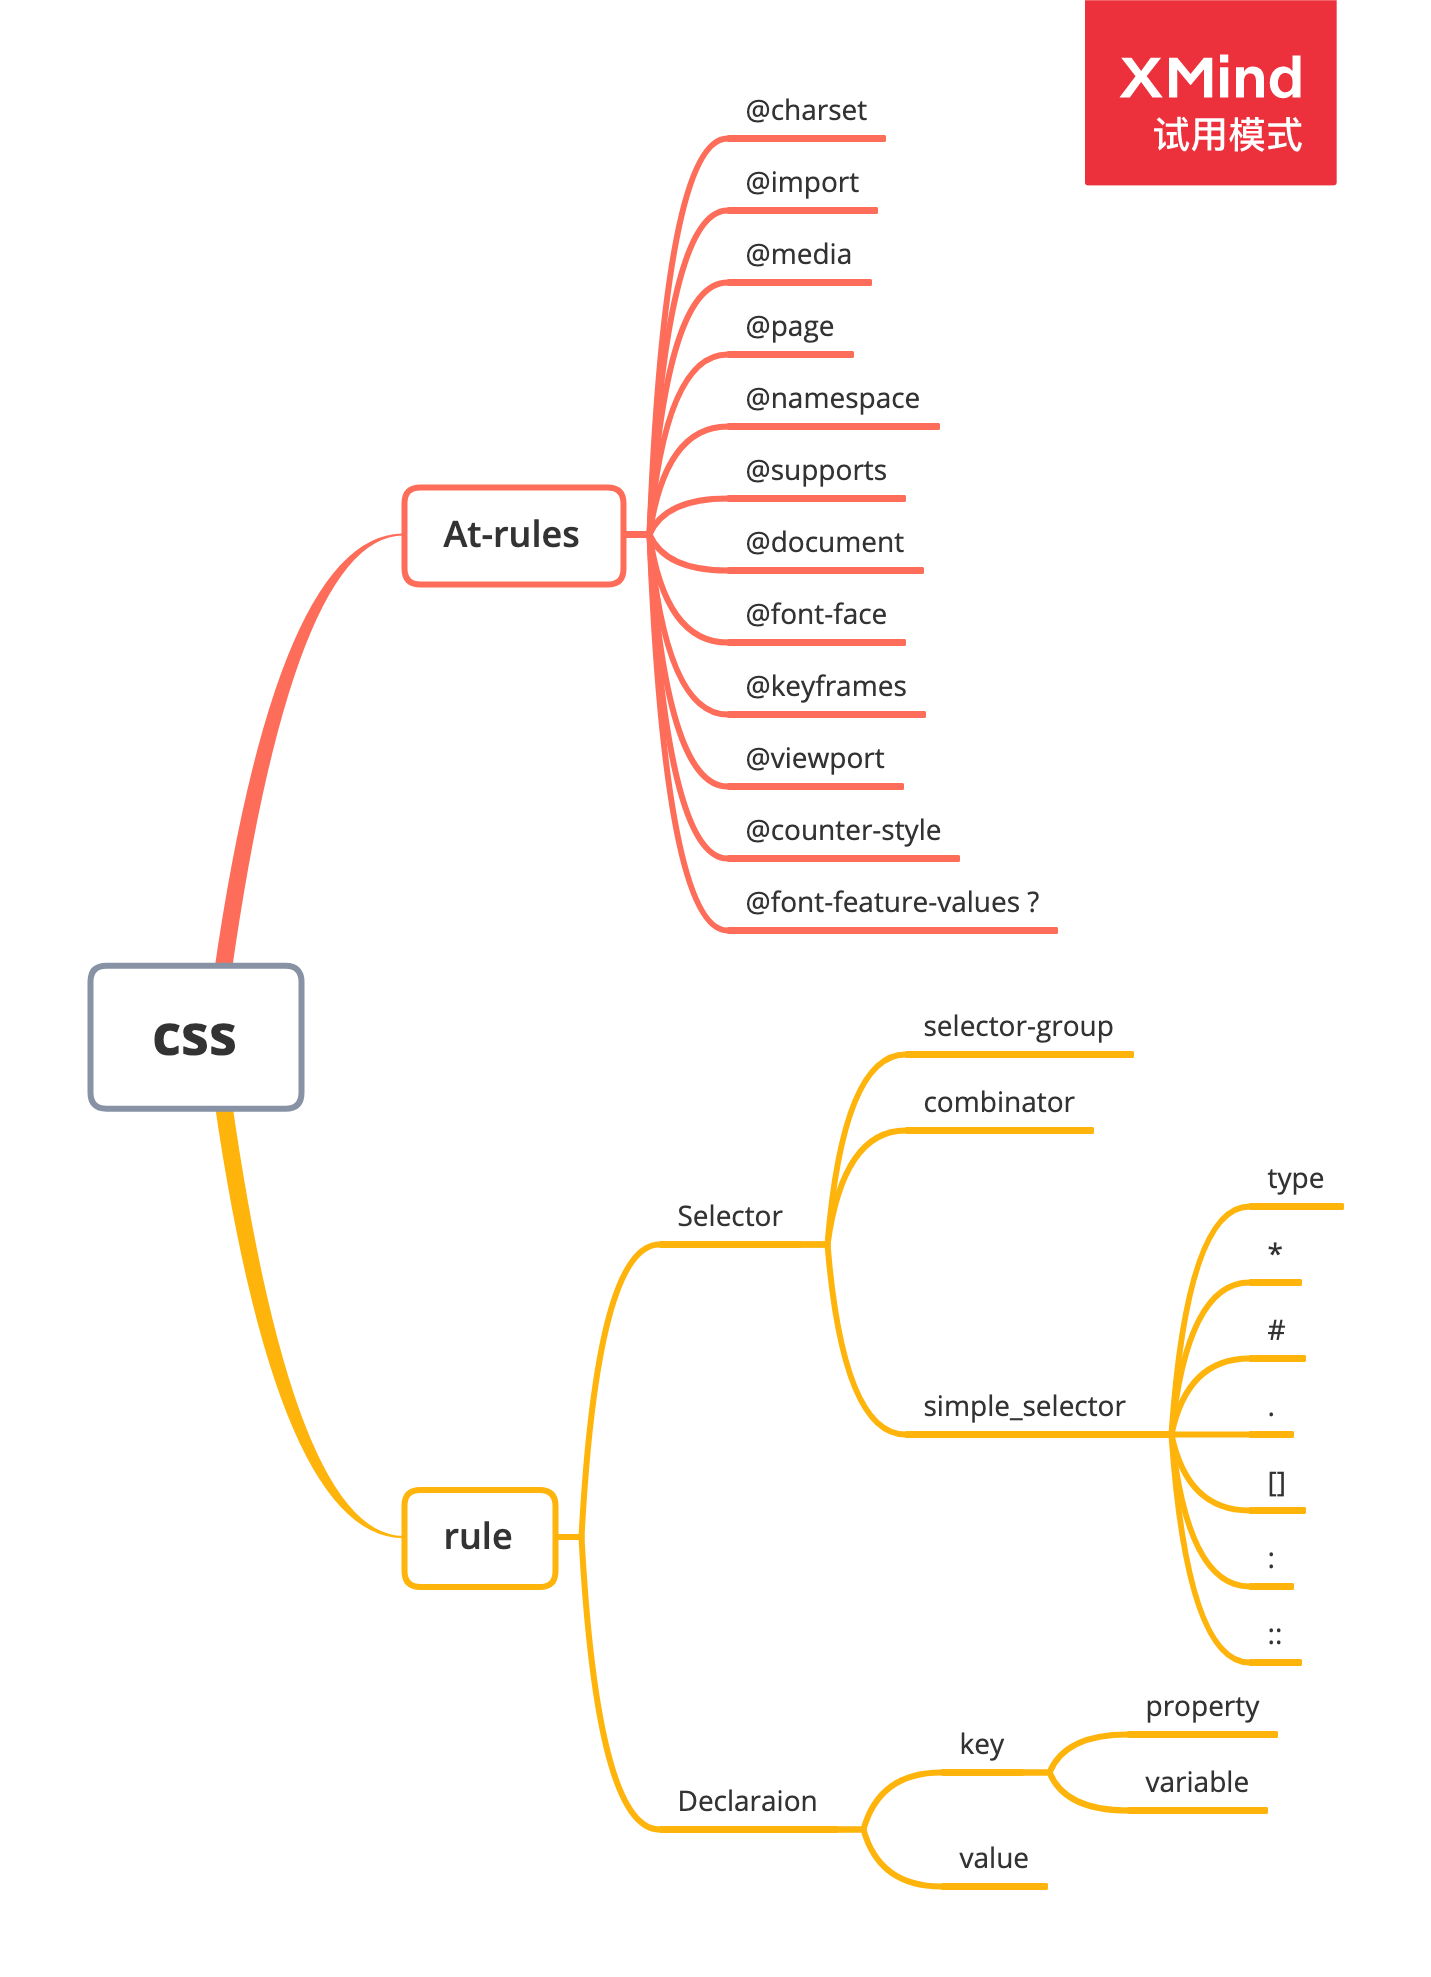 XMind
试用模式
@charset
@import
@media
@page
@namespace
@supports
At-rules
@document
@font-face
@keyframes
@viewport
@counter-style
@font-feature-values ?
css
selector-group
combinator
Selector
type
*
#
simple_selector
.
[]
:
::
rule
Declaraion
key
property
variable
value